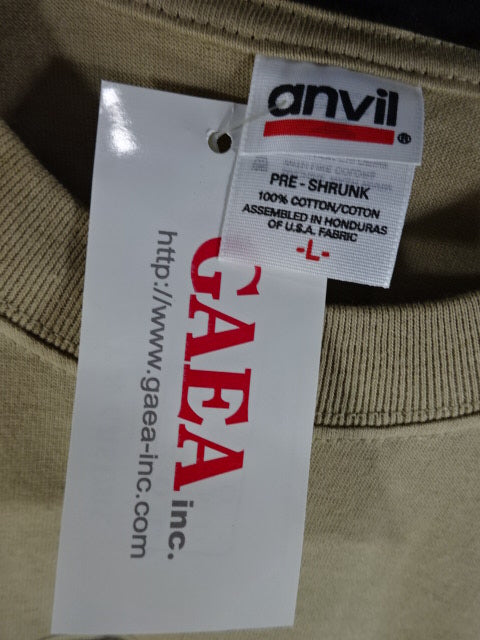 anvil ®
PRE - SHRUNK
100% COTTON/COTON
ASSEMBLED IN HONDURAS
OF U.S.A. FABRIC
-L-
GAEA inc.
http://www.gaea-inc.com